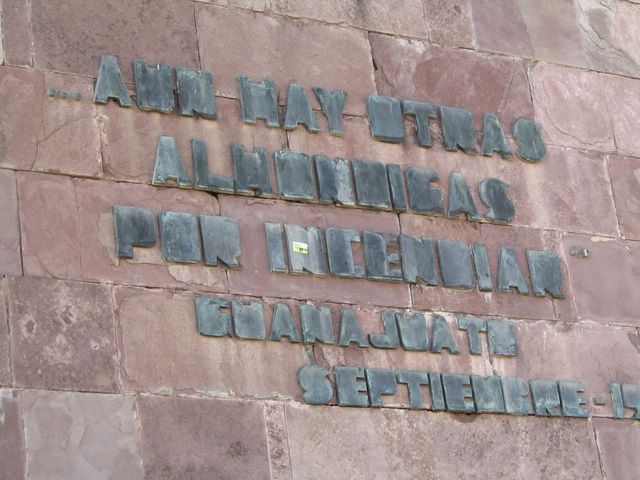 ... AUN HAY OTRAS
ALHONDIGAS
POR INCENDIAR"
GUANAJUATO
SEPTIEMBRE-19